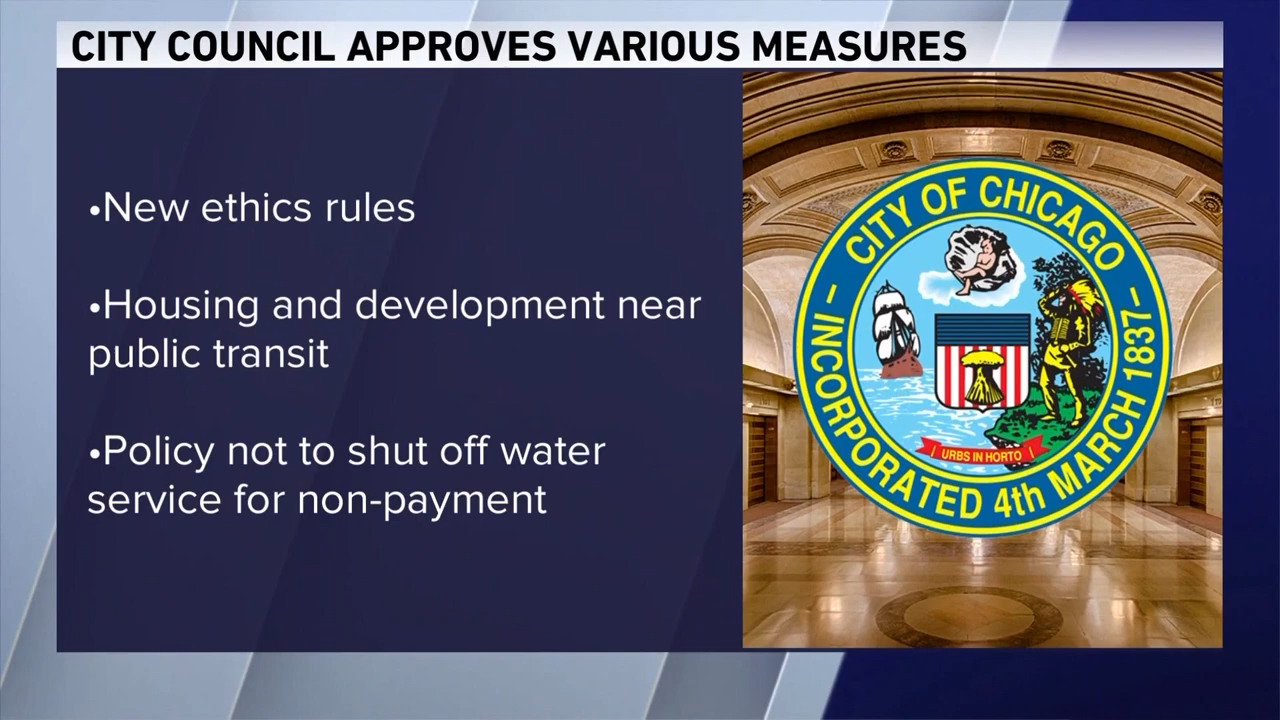 CITY COUNCIL APPROVES VARIOUS MEASURES
•New ethics rules
•Housing and development near
public transit
•Policy not to shut off water
service for non-payment
CITY OF CHICAGO
INCORPORATED 4th MARCH 1837
URBS IN HORTO